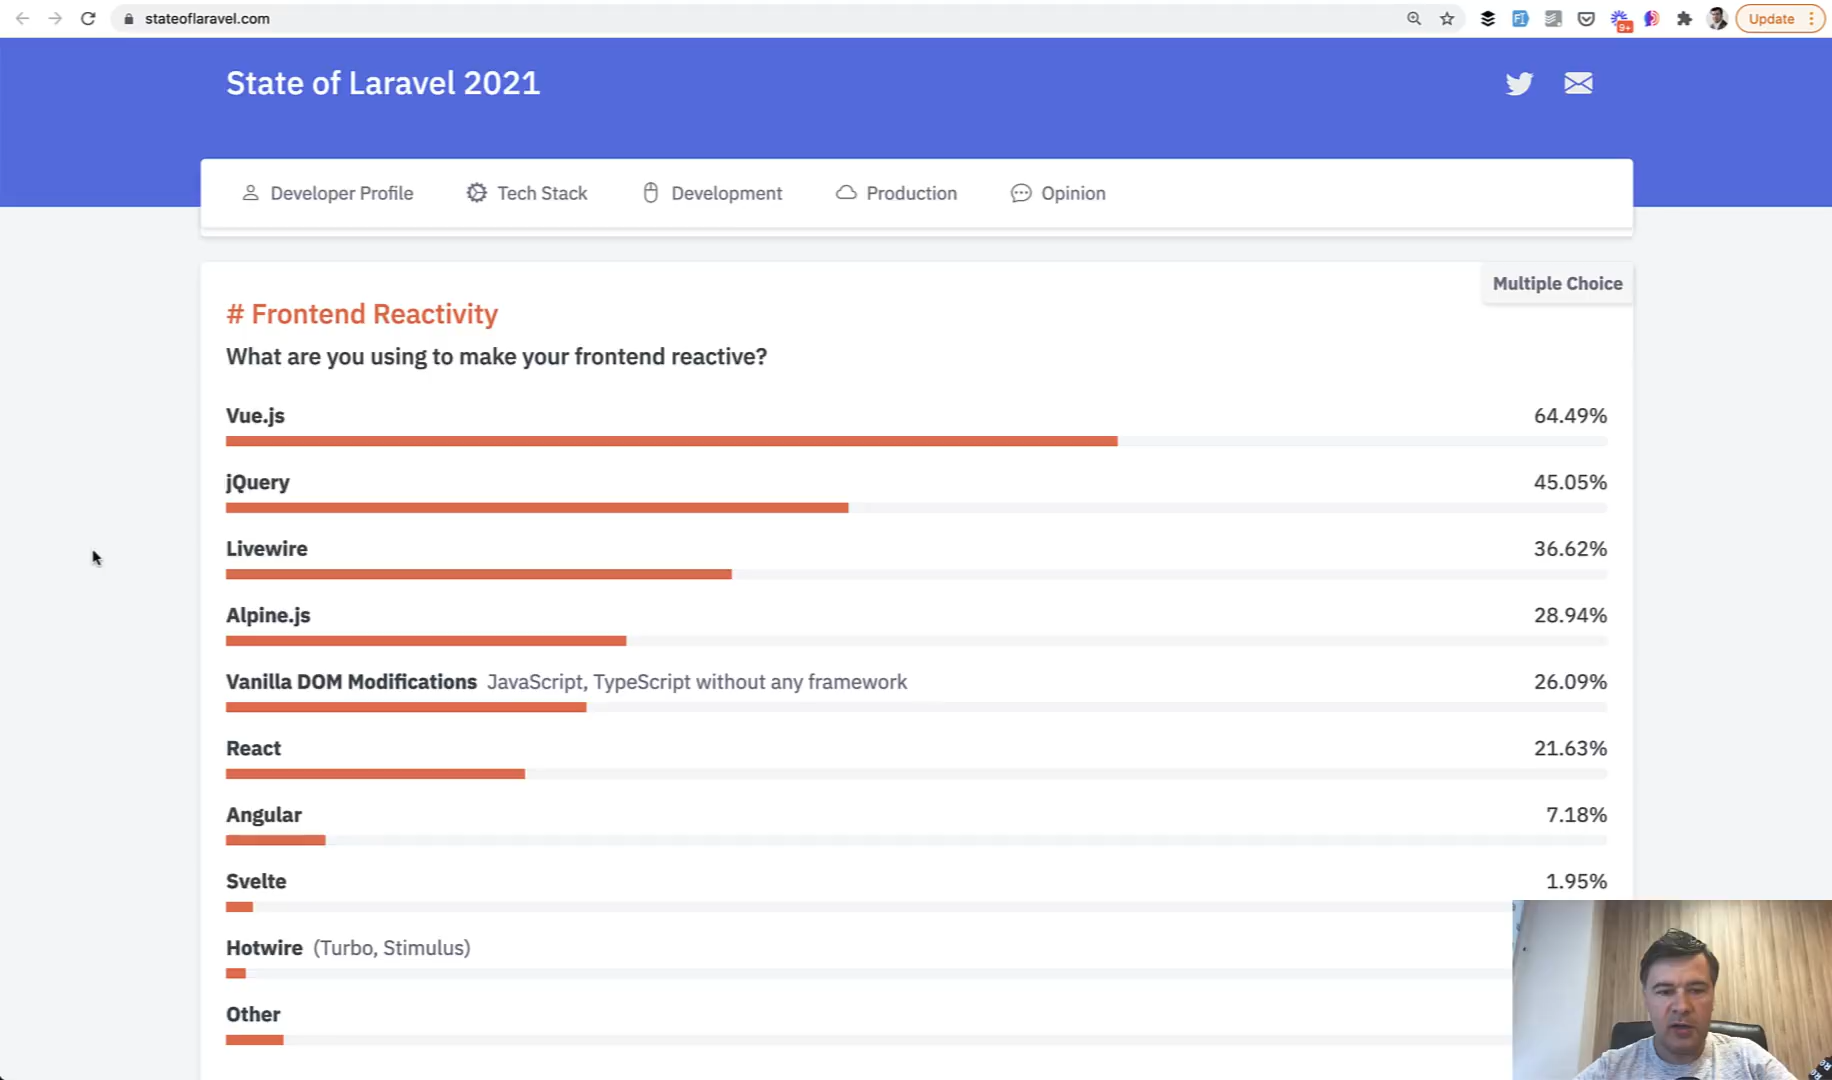 stateoflaravel.com
Update
9+
State of Laravel 2021
Developer Profile
Tech Stack
Development
Production
Opinion
Multiple Choice
# Frontend Reactivity
What are you using to make your frontend reactive?
Vue.js 64.49%
jQuery 45.05%
Livewire 36.62%
Alpine.js 28.94%
Vanilla DOM Modifications JavaScript, TypeScript without any framework 26.09%
React 21.63%
Angular 7.18%
Svelte 1.95%
Hotwire (Turbo, Stimulus)
Other